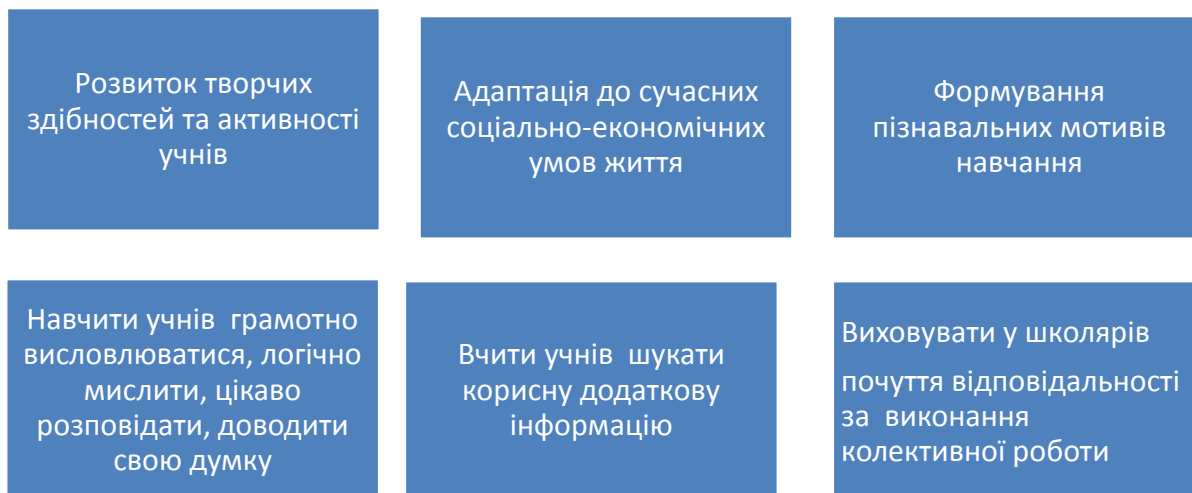 Розвиток творчих
здібностей та активності
учнів
Адаптація до сучасних
соціально-економічних
умов життя
Формування
пізнавальних мотивів
навчання
Навчити учнів грамотно
висловлюватися, логічно
мислити, цікаво
розповідати, доводити
свою думку
Вчити учнів шукати
корисну додаткову
інформацію
Виховувати у школярів
почуття відповідальності
за виконання
колективної роботи